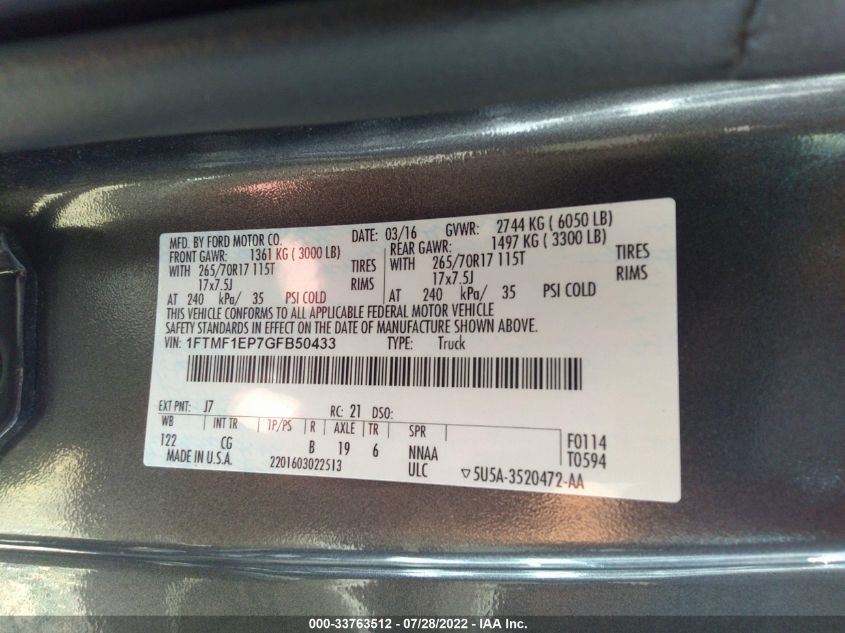 MFD. BY FORD MOTOR CO. DATE: 03/16 GVWR: 2744 KG ( 6050 LB)
FRONT GAWR: 1361 KG ( 3000 LB) REAR GAWR: 1497 KG ( 3300 LB)
WITH 265/70R17 115T TIRES WITH 265/70R17 115T TIRES
17x7.5J RIMS 17x7.5J RIMS
AT 240 kPa/ 35 PSI COLD AT 240 kPa/ 35 PSI COLD
THIS VEHICLE CONFORMS TO ALL APPLICABLE FEDERAL MOTOR VEHICLE
SAFETY STANDARDS IN EFFECT ON THE DATE OF MANUFACTURE SHOWN ABOVE.
VIN: 1FTMF1EP7GFB50433 TYPE: Truck
EXT PNT: J7 RC: 21 DSO:
WB INT TR 1P/PS R AXLE TR SPR
122 CG B 19 6 NNAA F0114
MADE IN U.S.A. 2201603022513 ULC ▽5U5A-3520472-AA T0594
000-33763512 - 07/28/2022 - IAA Inc.